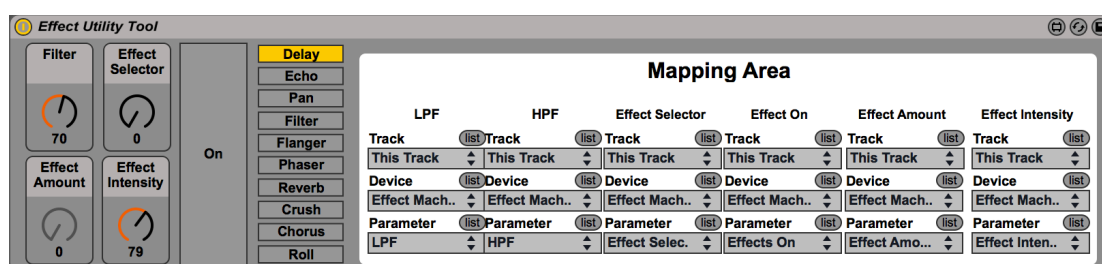 Effect Utility Tool
Filter
70
Effect
Selector
0
Effect
Amount
0
Effect
Intensity
79
On
Delay
Echo
Pan
Filter
Flanger
Phaser
Reverb
Crush
Chorus
Roll
Mapping Area
LPF HPF Effect Selector Effect On Effect Amount Effect Intensity
Track list Track list Track list Track list Track list Track list
This Track This Track This Track This Track This Track This Track
Device list Device list Device list Device list Device list Device list
Effect Mach.. Effect Mach.. Effect Mach.. Effect Mach.. Effect Mach.. Effect Mach..
Parameter list Parameter list Parameter list Parameter list Parameter list Parameter list
LPF HPF Effect Selec. Effects On Effect Amo... Effect Inten..